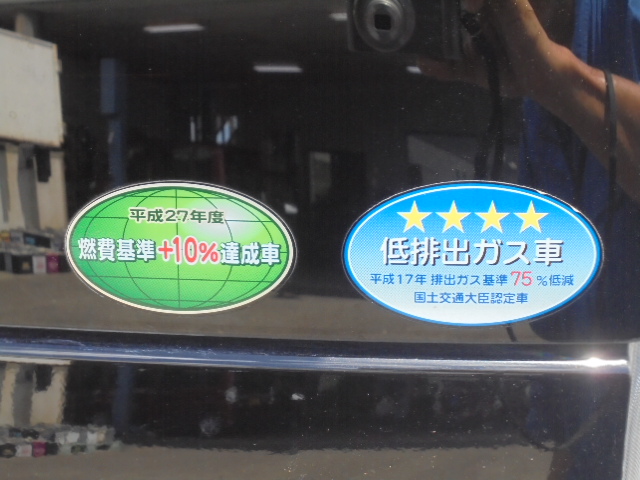 平成27年度
燃費基準+10%達成車
低排出ガス車
平成17年 排出ガス基準75%低減
国土交通大臣認定車